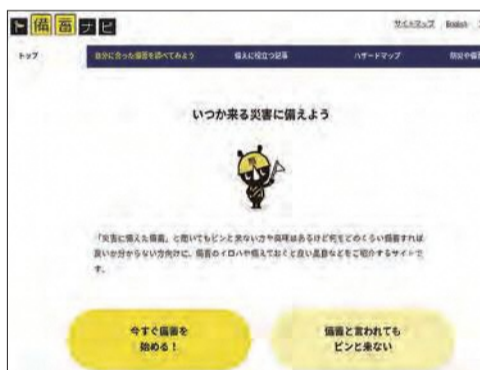 備蓄ナビ
サイトマップ English
トップ 自分に合った備蓄を調べてみよう 備えに役立つ記事 ハザードマップ 防災や備蓄
いつか来る災害に備えよう
「災害に備えた備蓄」と聞いてもピンと来ない方や興味はあるけど何をどのくらい備蓄すれば
良いか分からない方向けに、備蓄のイロハや備えておくと良い品目などをご紹介するサイトで
す。
今すぐ備蓄を
始める！
備蓄と言われても
ピンと来ない